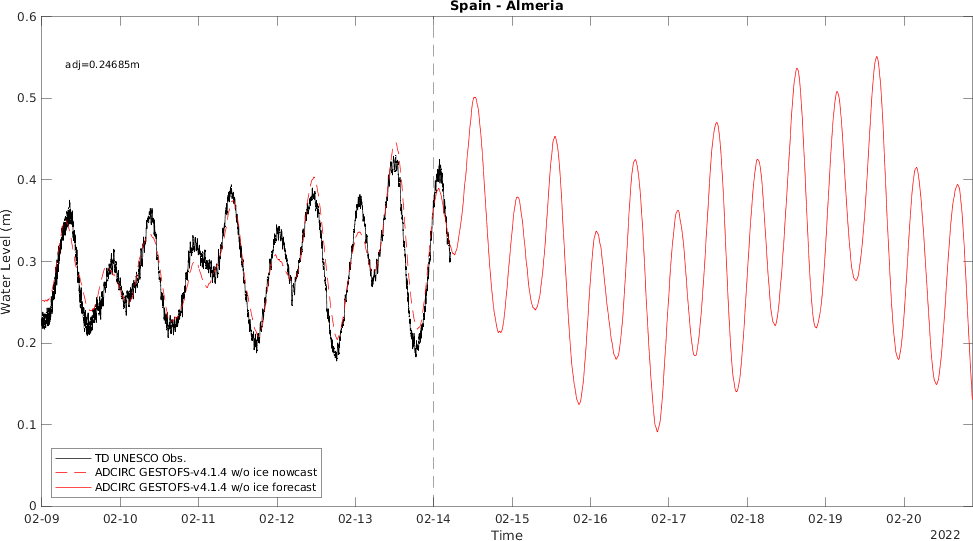 Spain - Almeria
0.6
adj=0.24685m
0.5
0.4
0.3
0.2
0.1
0
Water Level (m)
TD UNESCO Obs.
ADCIRC GESTOFS-v4.1.4 w/o ice nowcast
ADCIRC GESTOFS-v4.1.4 w/o ice forecast
02-09 02-10 02-11 02-12 02-13 02-14 02-15 02-16 02-17 02-18 02-19 02-20
Time
2022